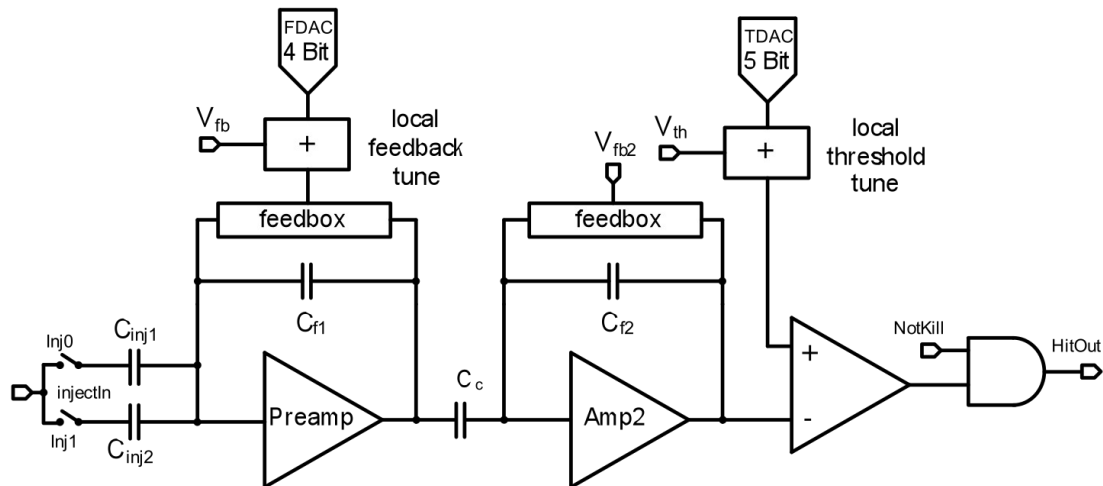 FDAC
4 Bit
TDAC
5 Bit
Vfb
+
local
feedback
tune
Vfb2
Vth
+
local
threshold
tune
feedbox
feedbox
Cf1
Cf2
Inj0
Cinj1
injectIn
Inj1
Cinj2
Preamp
Cc
Amp2
+
-
NotKill
HitOut